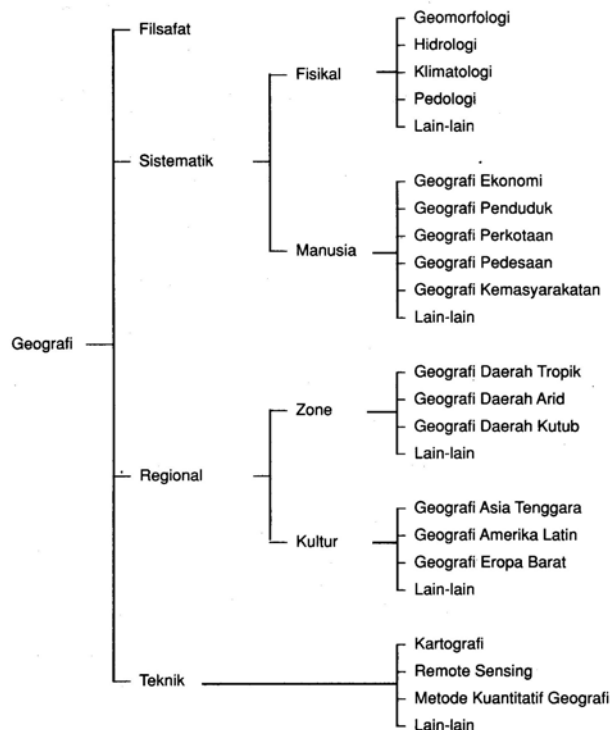 Filsafat
Geomorfologi
Hidrologi
Fisikal
Klimatologi
Pedologi
Lain-lain
Sistematik
Geografi Ekonomi
Geografi Penduduk
Geografi Perkotaan
Manusia
Geografi Pedesaan
Geografi Kemasyarakatan
Lain-lain
Geografi
Geografi Daerah Tropik
Zone
Geografi Daerah Arid
Geografi Daerah Kutub
Lain-lain
Regional
Geografi Asia Tenggara
Kultur
Geografi Amerika Latin
Geografi Eropa Barat
Lain-lain
Kartografi
Teknik
Remote Sensing
Metode Kuantitatif Geografi
Lain-lain